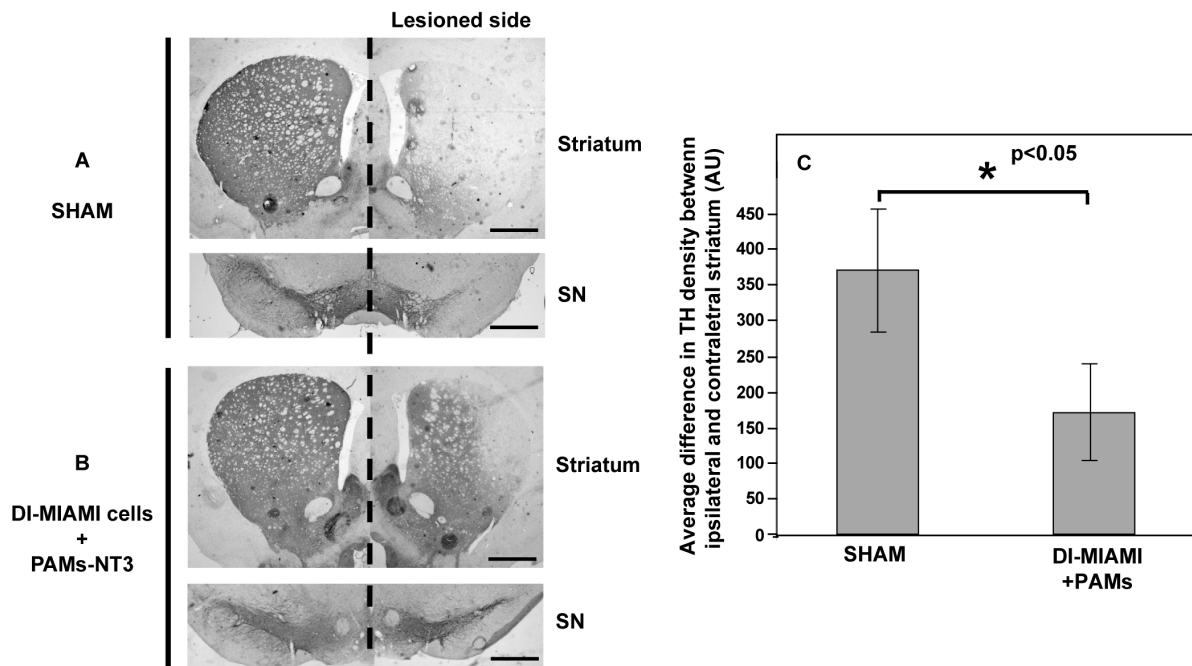 Lesioned side
A
SHAM
Striatum
SN
B
DI-MIAMI cells
+
PAMs-NT3
Striatum
SN
C
p<0.05
*
Average difference in TH density betwenn
ipsilateral and contraletral striatum (AU)
450
400
350
300
250
200
150
100
50
0
SHAM
DI-MIAMI
+PAMs